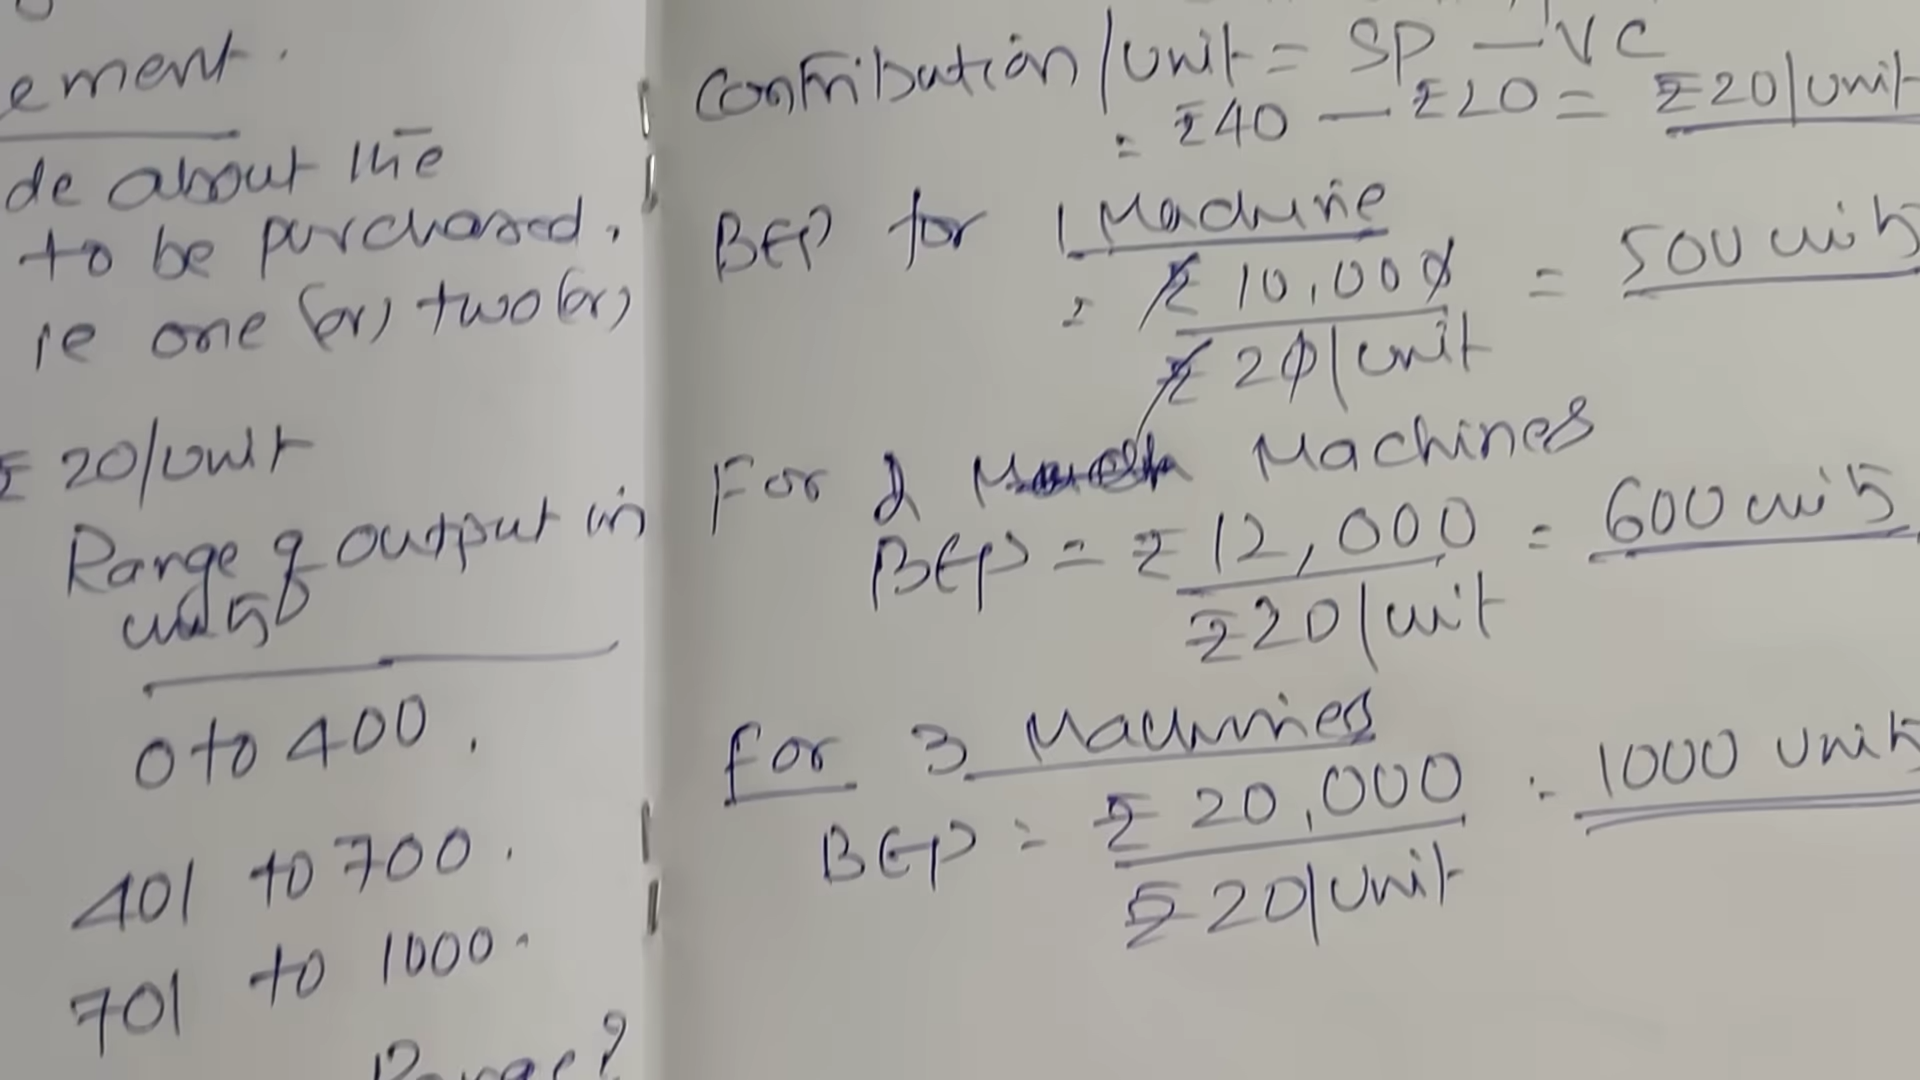 ement.
de about the
to be purchased.
ie one (or) two (or)
₹ 20/unit
Range of output in
units
0 to 400.
401 to 700.
701 to 1000.
Range?
Contribution/unit = SP - VC
= ₹40 - ₹20 = ₹20/unit
BEP for 1 Machine
= ₹ 10,000 = 500 units
₹ 20/unit
For 2 Machines
BEP = ₹ 12,000 = 600 units
₹20/unit
for 3 Machines
BEP = ₹ 20,000 = 1000 units
₹ 20/unit